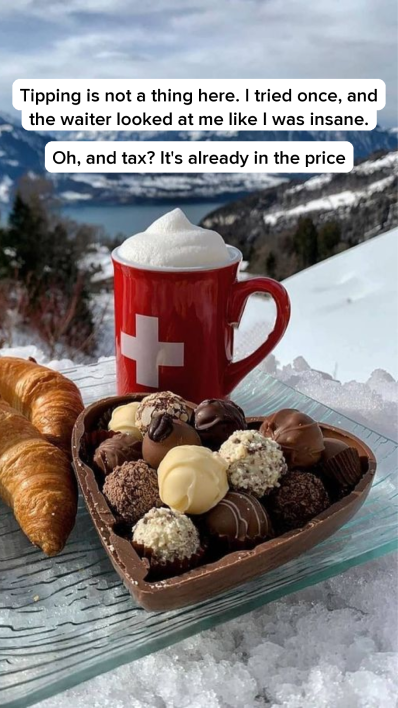 Tipping is not a thing here. I tried once, and
the waiter looked at me like I was insane.
Oh, and tax? It's already in the price